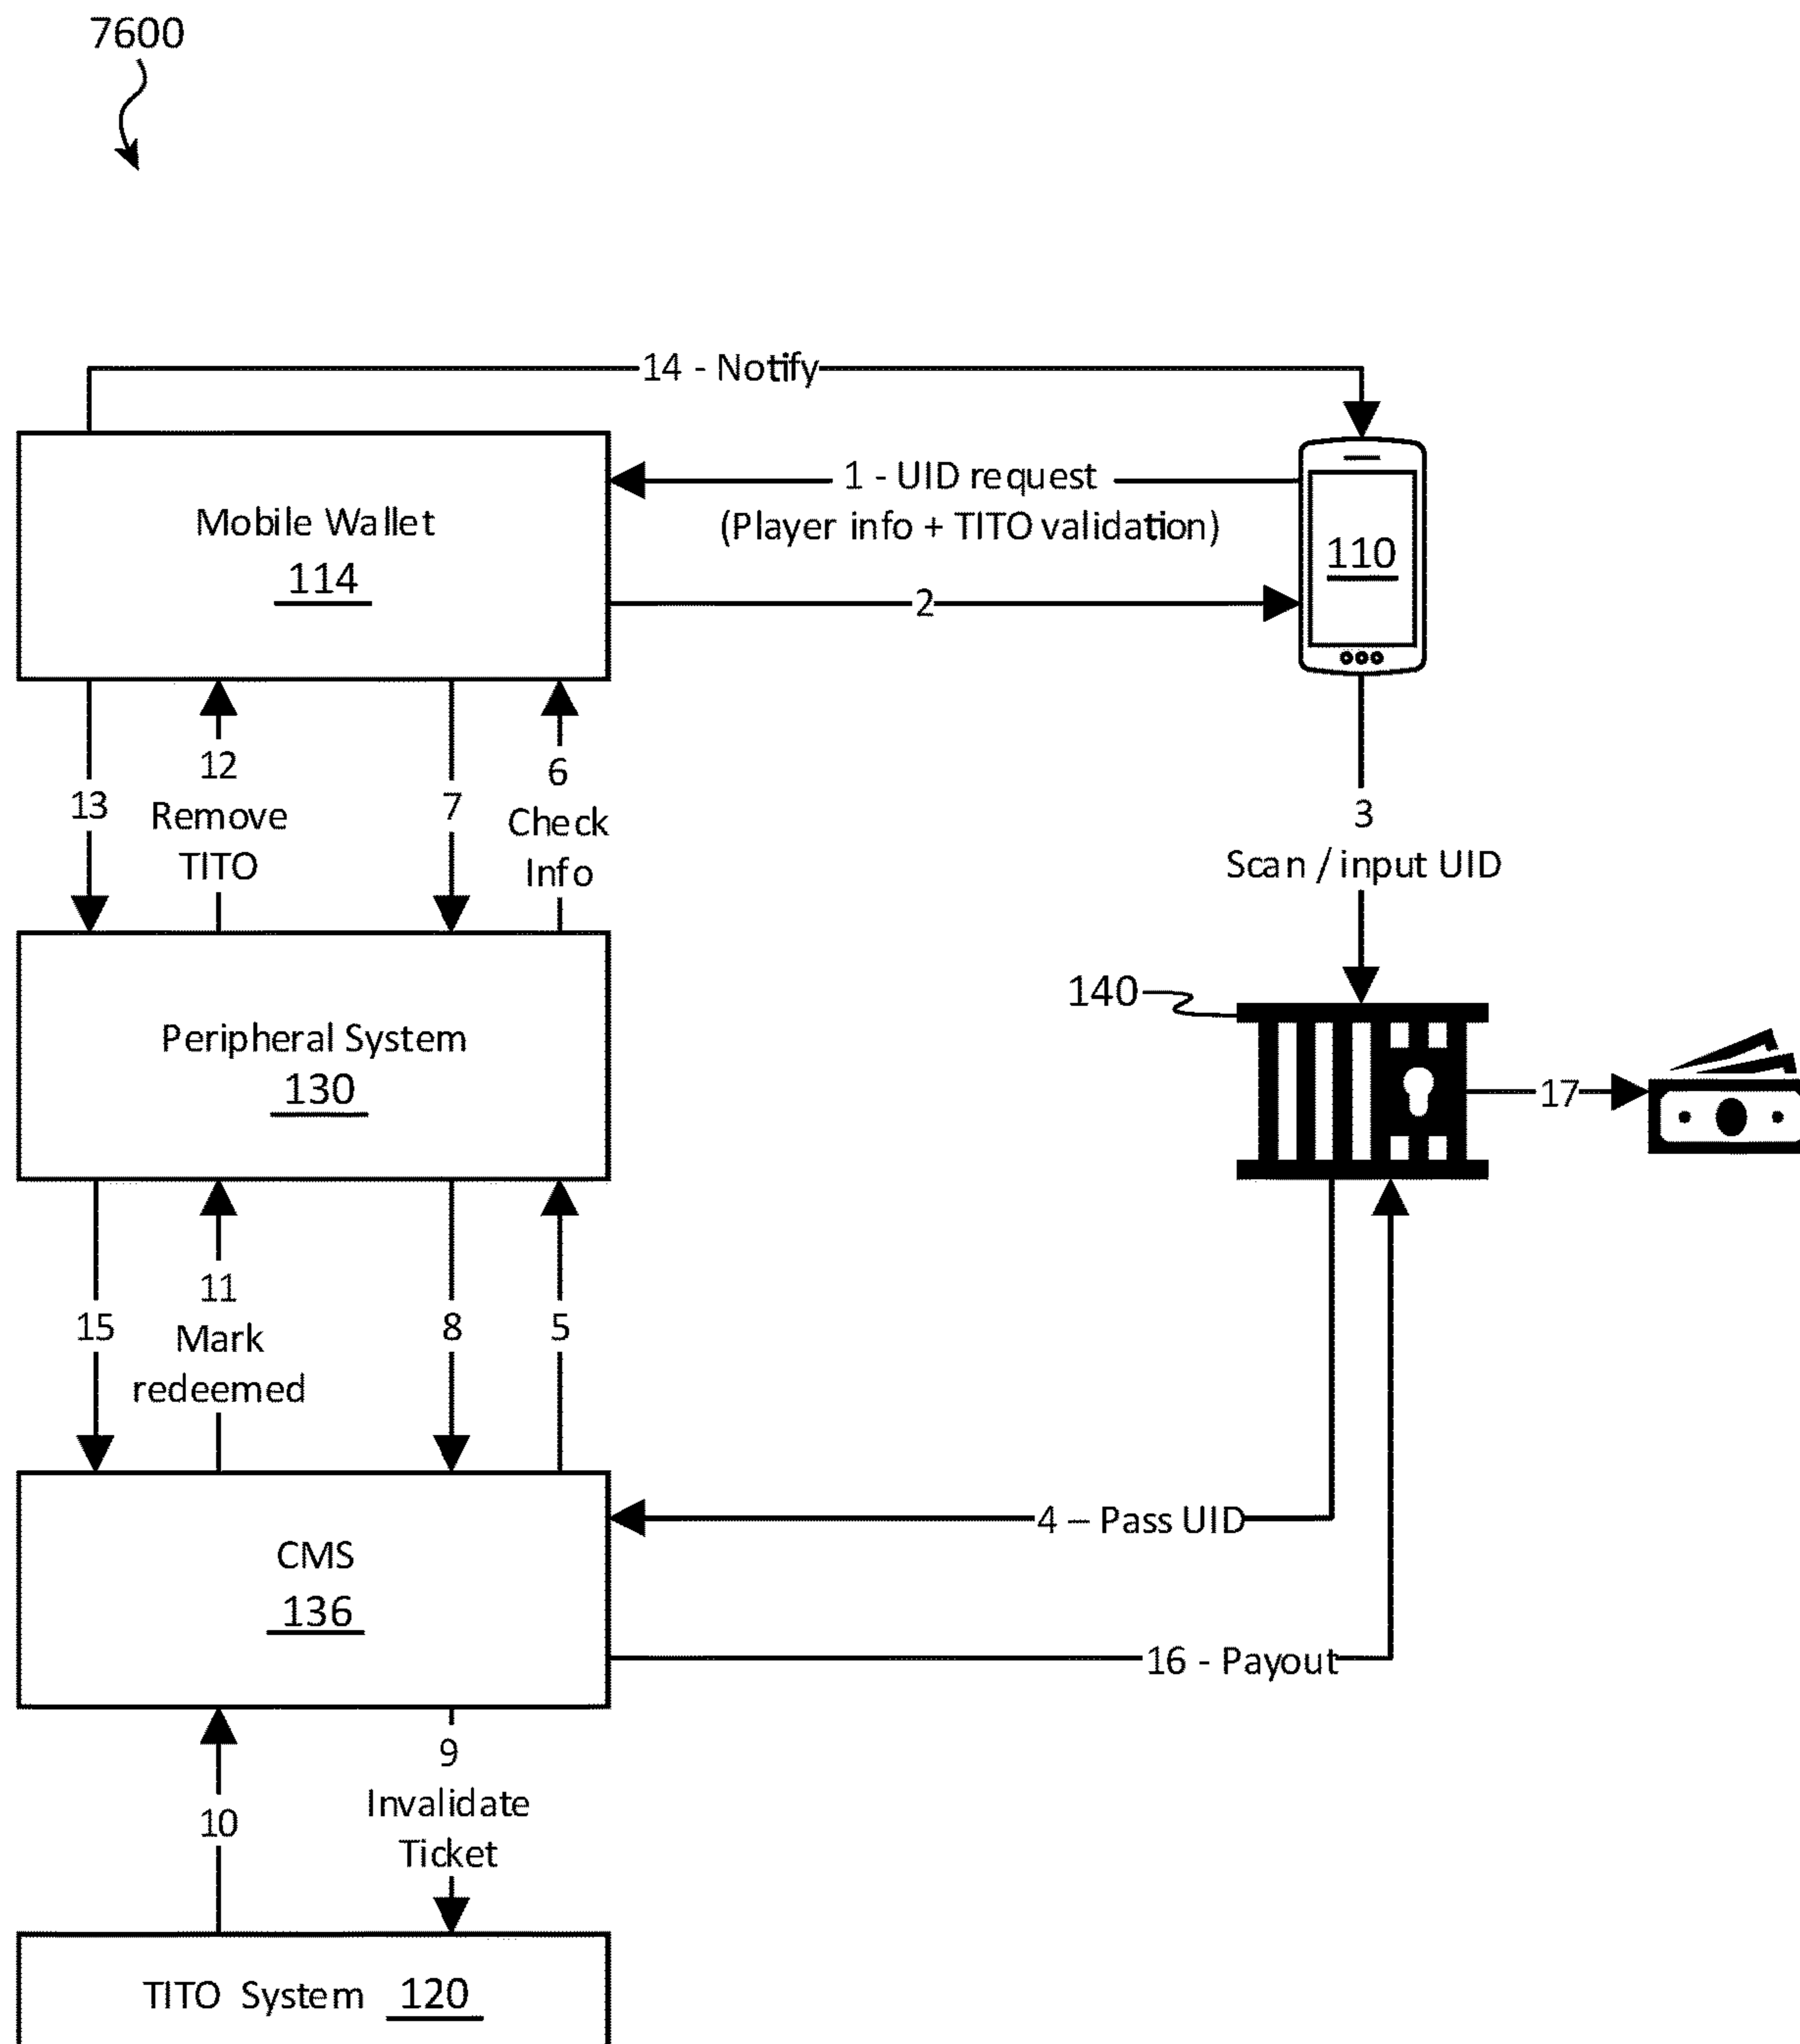 7600
14 - Notify
1 - UID request
(Player info + TITO validation)
Mobile Wallet
114
110
2
12
Remove
TITO
13
7
6
Check
Info
3
Scan / input UID
140
Peripheral System
130
17
15
11
Mark
redeemed
8
5
4 – Pass UID
CMS
136
16 - Payout
9
Invalidate
Ticket
10
TITO System 120